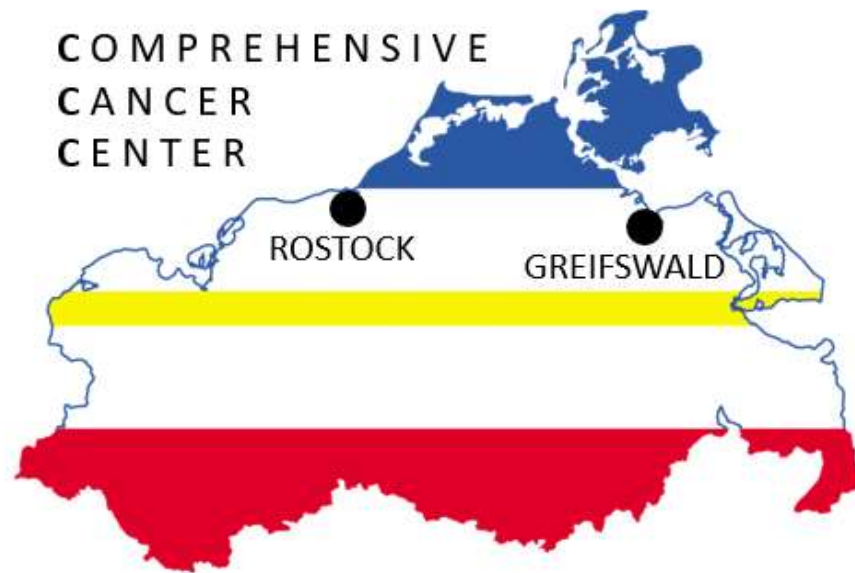 COMPREHENSIVE
CANCER
CENTER
ROSTOCK
GREIFSWALD